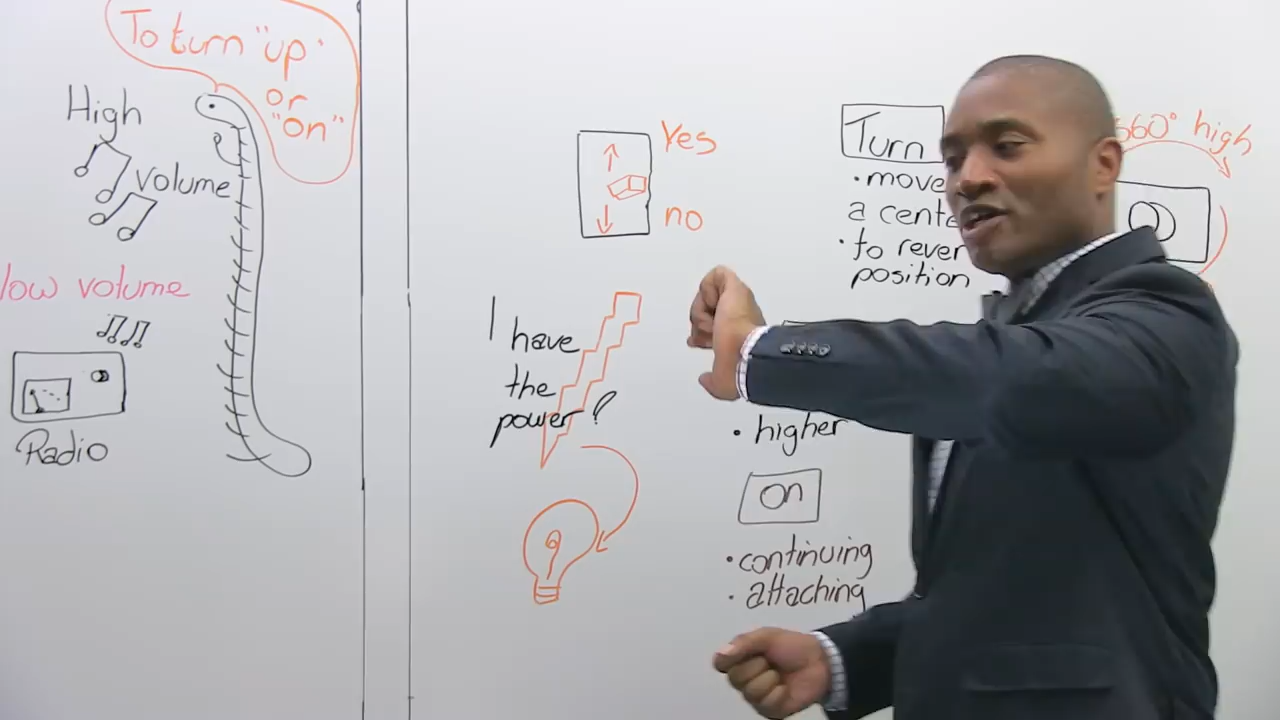 To turn "up"
or
"on"
High
volume
low volume
Radio
Yes
no
I have
the
power?
Turn
• move
a cente
• to rever
position
• higher
on
• continuing
• attaching
360° high